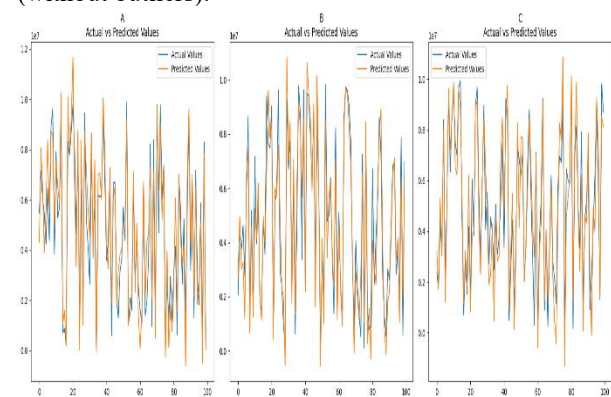 (without outliers).
A
Actual vs Predicted Values
1e7
Actual Values
Predicted Values
1.2
1.0
0.8
0.6
0.4
0.2
0.0
0 20 40 60 80 100
B
Actual vs Predicted Values
1e7
Actual Values
Predicted Values
1.0
0.8
0.6
0.4
0.2
0.0
0 20 40 60 80 100
C
Actual vs Predicted Values
1e7
Actual Values
Predicted Values
1.0
0.8
0.6
0.4
0.2
0.0
0 20 40 60 80 100